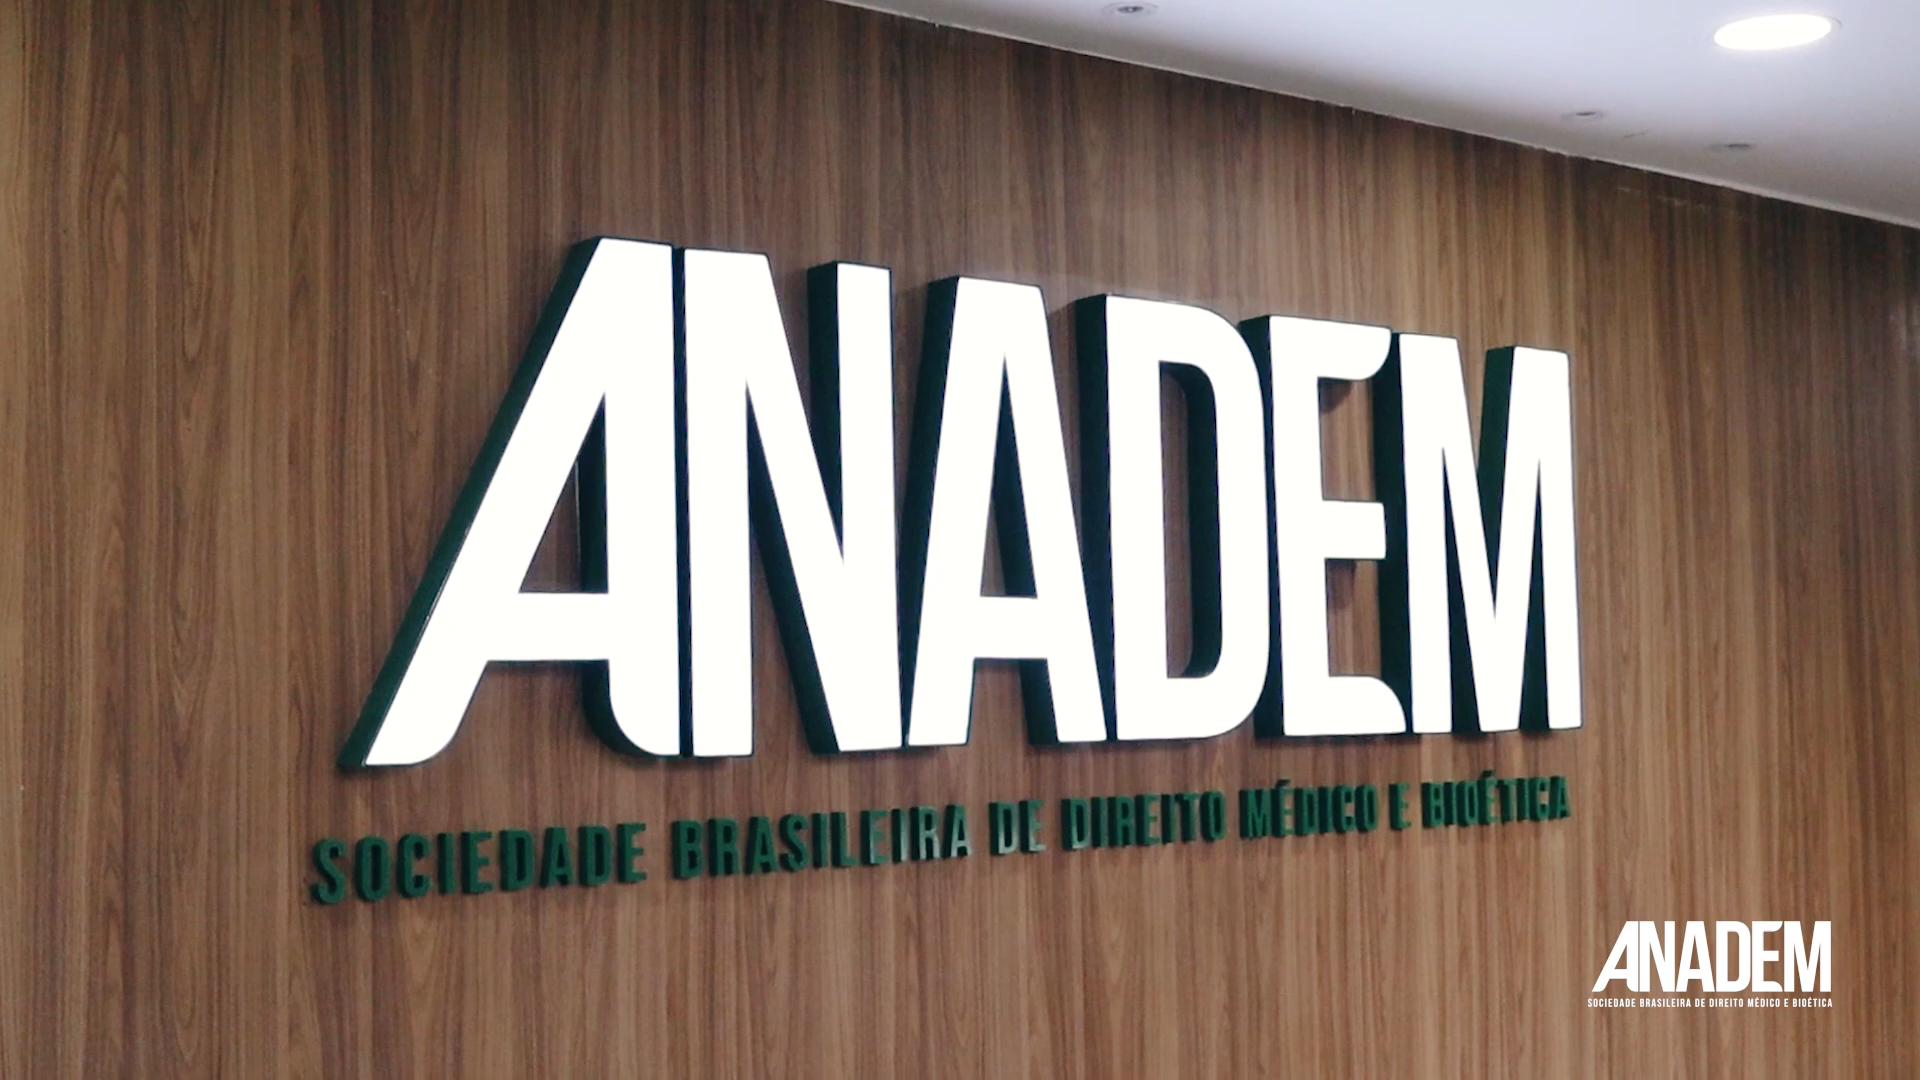 ANADEM
SOCIEDADE BRASILEIRA DE DIREITO MÉDICO E BIOÉTICA
ANADEM
SOCIEDADE BRASILEIRA DE DIREITO MÉDICO E BIOÉTICA